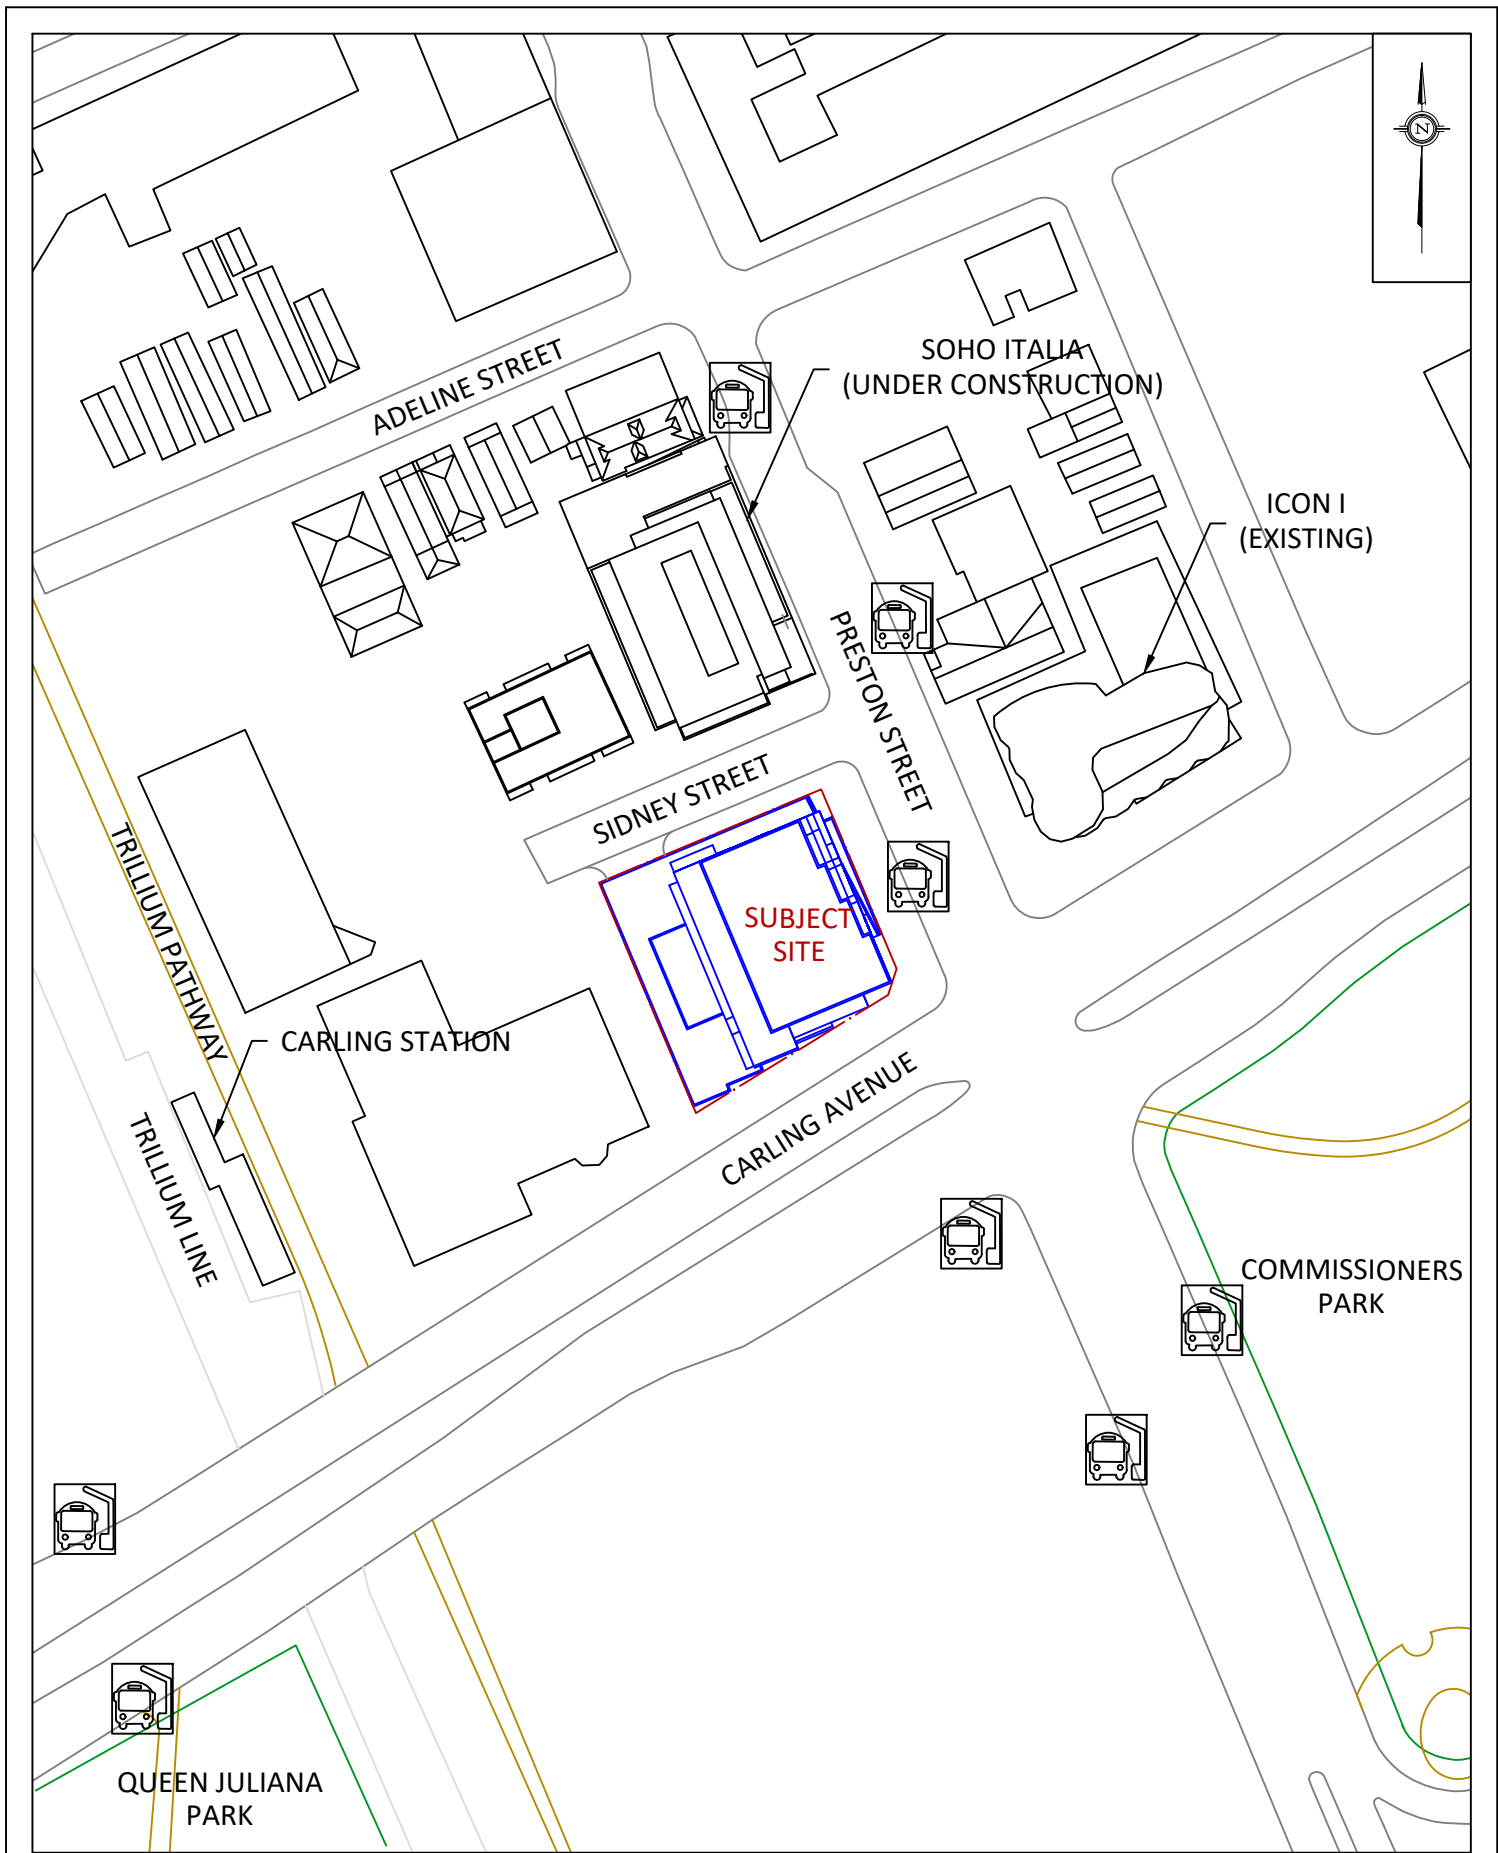 N
SOHO ITALIA
(UNDER CONSTRUCTION)
ADELINE STREET
ICON I
(EXISTING)
PRESTON STREET
SIDNEY STREET
TRILLIUM PATHWAY
SUBJECT
SITE
CARLING STATION
CARLING AVENUE
TRILLIUM LINE
COMMISSIONERS
PARK
QUEEN JULIANA
PARK